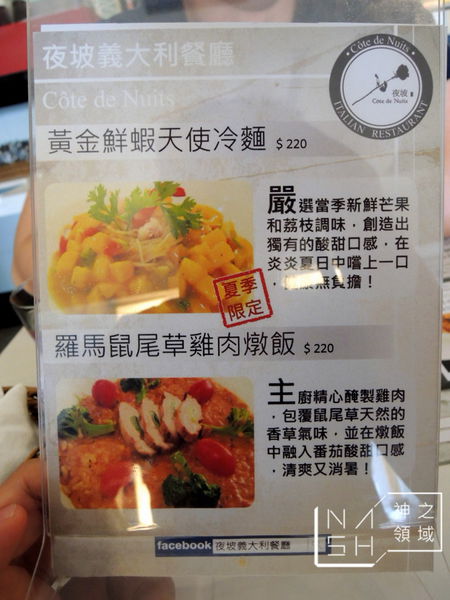 夜坡義大利餐廳
Côte de Nuits
Côte de Nuits
夜坡
Côte de Nuits
ITALIAN RESTAURANT
黃金鮮蝦天使冷麵 $220
嚴選當季新鮮芒果
和荔枝調味，創造出
獨有的酸甜口感，在
炎炎夏日中嚐上一口
，無負擔！
夏季
限定
羅馬鼠尾草雞肉燉飯 $220
主廚精心醃製雞肉
，包覆鼠尾草天然的
香草氣味，並在燉飯
中融入番茄酸甜口感
，清爽又消暑！
facebook 夜坡義大利餐廳
NASH 神之領域